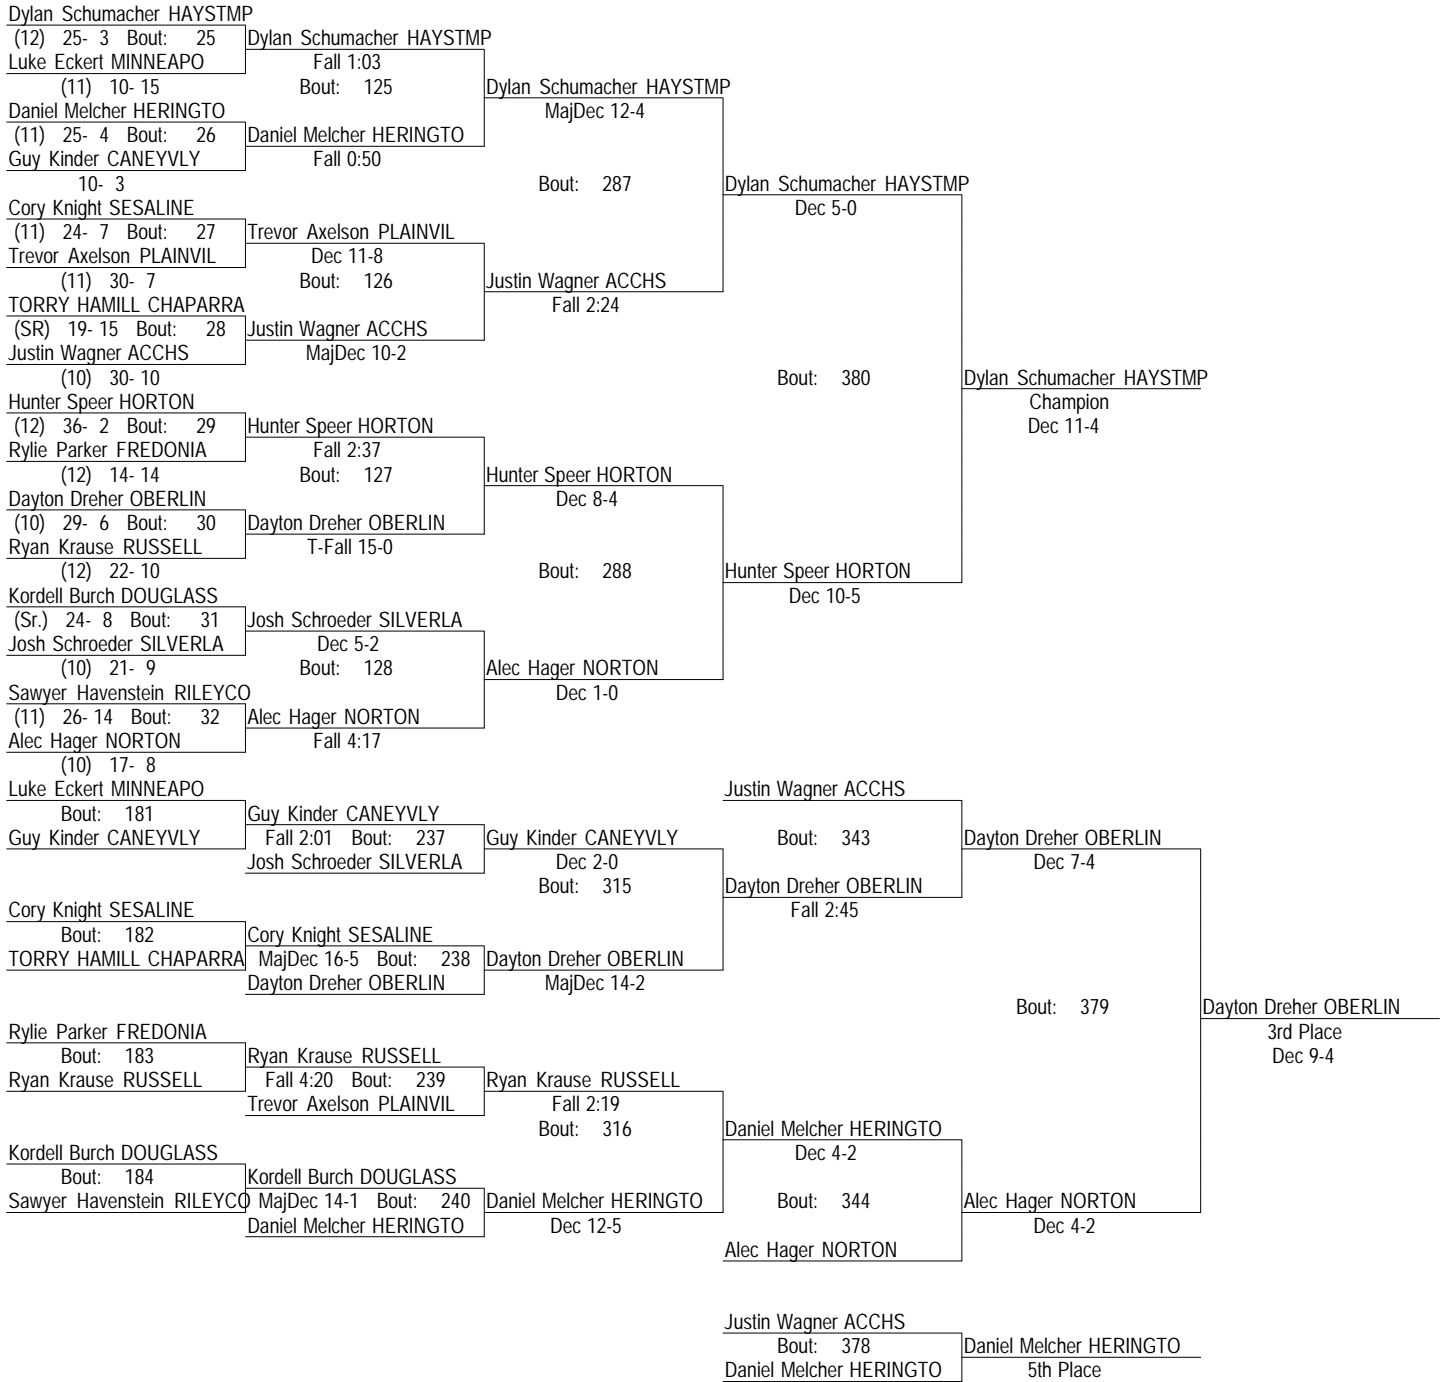 Dylan Schumacher HAYSTMP
(12) 25- 3 Bout: 25 Dylan Schumacher HAYSTMP
Luke Eckert MINNEAPO Fall 1:03
(11) 10- 15 Bout: 125 Dylan Schumacher HAYSTMP
Daniel Melcher HERINGTO MajDec 12-4
(11) 25- 4 Bout: 26 Daniel Melcher HERINGTO
Guy Kinder CANEYVLY Fall 0:50
10- 3 Bout: 287 Dylan Schumacher HAYSTMP
Cory Knight SESALINE Dec 5-0
(11) 24- 7 Bout: 27 Trevor Axelson PLAINVIL
Trevor Axelson PLAINVIL Dec 11-8
(11) 30- 7 Bout: 126 Justin Wagner ACCHS
TORRY HAMILL CHAPARRA Fall 2:24
(SR) 19- 15 Bout: 28 Justin Wagner ACCHS
Justin Wagner ACCHS MajDec 10-2
(10) 30- 10 Bout: 380 Dylan Schumacher HAYSTMP
Hunter Speer HORTON Champion
(12) 36- 2 Bout: 29 Hunter Speer HORTON Dec 11-4
Rylie Parker FREDONIA Fall 2:37
(12) 14- 14 Bout: 127 Hunter Speer HORTON
Dayton Dreher OBERLIN Dec 8-4
(10) 29- 6 Bout: 30 Dayton Dreher OBERLIN
Ryan Krause RUSSELL T-Fall 15-0
(12) 22- 10 Bout: 288 Hunter Speer HORTON
Kordell Burch DOUGLASS Dec 10-5
(Sr.) 24- 8 Bout: 31 Josh Schroeder SILVERLA
Josh Schroeder SILVERLA Dec 5-2
(10) 21- 9 Bout: 128 Alec Hager NORTON
Sawyer Havenstein RILEYCO Dec 1-0
(11) 26- 14 Bout: 32 Alec Hager NORTON
Alec Hager NORTON Fall 4:17
(10) 17- 8
Luke Eckert MINNEAPO Justin Wagner ACCHS
Bout: 181 Guy Kinder CANEYVLY
Guy Kinder CANEYVLY Fall 2:01 Bout: 237 Guy Kinder CANEYVLY Bout: 343 Dayton Dreher OBERLIN
Josh Schroeder SILVERLA Dec 2-0 Dec 7-4
Bout: 315 Dayton Dreher OBERLIN
Cory Knight SESALINE Fall 2:45
Bout: 182 Cory Knight SESALINE
TORRY HAMILL CHAPARRA MajDec 16-5 Bout: 238 Dayton Dreher OBERLIN
Dayton Dreher OBERLIN MajDec 14-2
Bout: 379 Dayton Dreher OBERLIN
Rylie Parker FREDONIA 3rd Place
Bout: 183 Ryan Krause RUSSELL Dec 9-4
Ryan Krause RUSSELL Fall 4:20 Bout: 239 Ryan Krause RUSSELL
Trevor Axelson PLAINVIL Fall 2:19
Bout: 316 Daniel Melcher HERINGTO
Kordell Burch DOUGLASS Dec 4-2
Bout: 184 Kordell Burch DOUGLASS
Sawyer Havenstein RILEYCO MajDec 14-1 Bout: 240 Daniel Melcher HERINGTO Bout: 344 Alec Hager NORTON
Daniel Melcher HERINGTO Dec 12-5 Dec 4-2
Alec Hager NORTON
Justin Wagner ACCHS
Bout: 378 Daniel Melcher HERINGTO
Daniel Melcher HERINGTO 5th Place